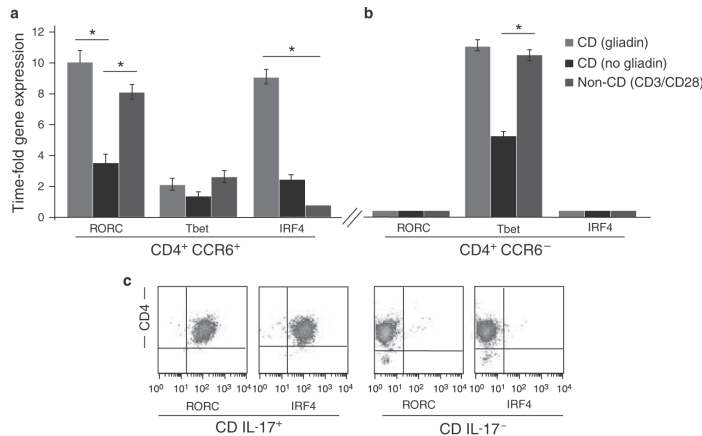 a
b
Time-fold gene expression
12
10
8
6
4
2
0
*
*
*
*
CD (gliadin)
CD (no gliadin)
Non-CD (CD3/CD28)
RORC Tbet IRF4
RORC Tbet IRF4
CD4⁺ CCR6⁺
CD4⁺ CCR6⁻
c
— CD4 —
10⁰ 10¹ 10² 10³ 10⁴
10⁰ 10¹ 10² 10³ 10⁴
10⁰ 10¹ 10² 10³ 10⁴
10⁰ 10¹ 10² 10³ 10⁴
RORC IRF4
RORC IRF4
CD IL-17⁺
CD IL-17⁻